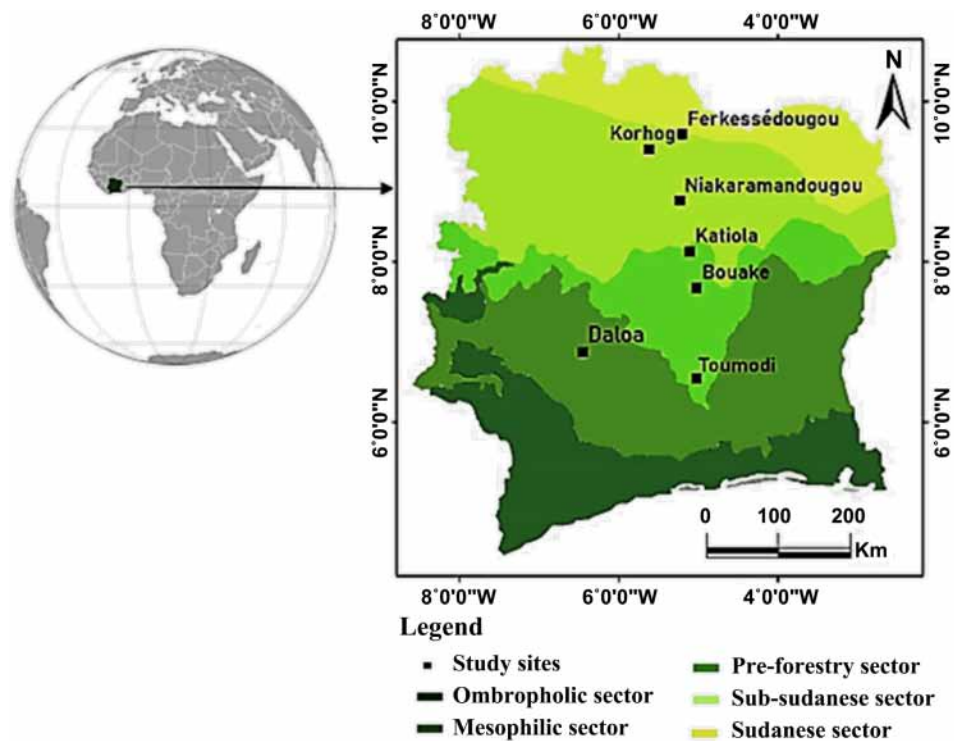 8°0'0"W 6°0'0"W 4°0'0"W
N
10°0'0"N
10°0'0"N
Ferkessédougou
Korhog
Niakaramandougou
Katiola
8°0'0"N
8°0'0"N
Bouake
Daloa
Toumodi
6°0'0"N
6°0'0"N
0 100 200
Km
8°0'0"W 6°0'0"W 4°0'0"W
Legend
Study sites
Ombropholic sector
Mesophilic sector
Pre-forestry sector
Sub-sudanese sector
Sudanese sector